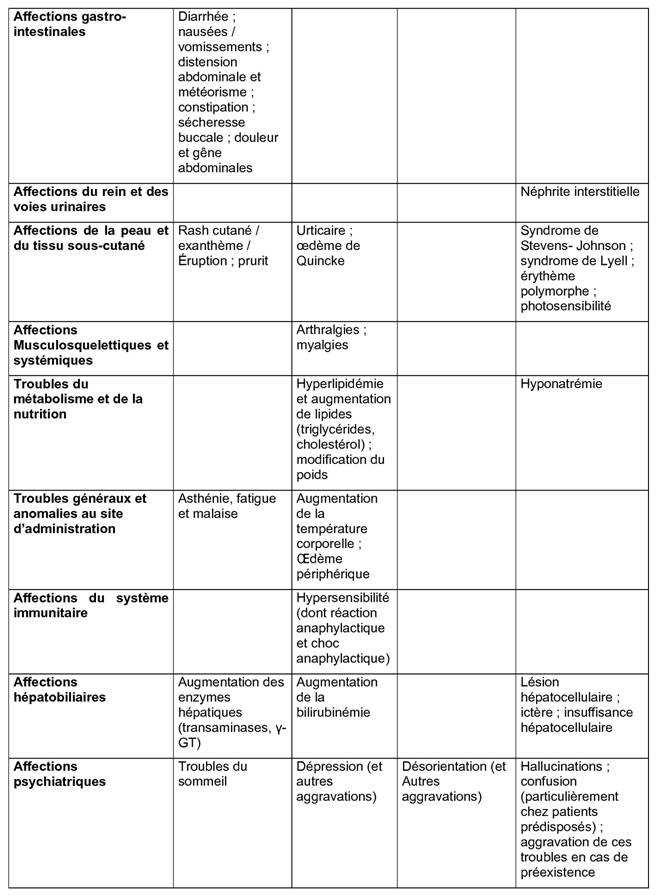 Affections gastro-
intestinales
Diarrhée ;
nausées /
vomissements ;
distension
abdominale et
météorisme ;
constipation ;
sécheresse
buccale ; douleur
et gêne
abdominales
Affections du rein et des
voies urinaires
Néphrite interstitielle
Affections de la peau et
du tissu sous-cutané
Rash cutané /
exanthème /
Éruption ; prurit
Urticaire ;
œdème de
Quincke
Syndrome de
Stevens- Johnson ;
syndrome de Lyell ;
érythème
polymorphe ;
photosensibilité
Affections
Musculosquelettiques et
systémiques
Arthralgies ;
myalgies
Troubles du
métabolisme et de la
nutrition
Hyperlipidémie
et augmentation
de lipides
(triglycérides,
cholestérol) ;
modification du
poids
Hyponatrémie
Troubles généraux et
anomalies au site
d'administration
Asthénie, fatigue
et malaise
Augmentation
de la
température
corporelle ;
Œdème
périphérique
Affections du système
immunitaire
Hypersensibilité
(dont réaction
anaphylactique
et choc
anaphylactique)
Affections
hépatobiliaires
Augmentation des
enzymes
hépatiques
(transaminases, γ-
GT)
Augmentation
de la
bilirubinémie
Lésion
hépatocellulaire ;
ictère ; insuffisance
hépatocellulaire
Affections
psychiatriques
Troubles du
sommeil
Dépression (et
autres
aggravations)
Désorientation (et
Autres
aggravations)
Hallucinations ;
confusion
(particulièrement
chez patients
prédisposés) ;
aggravation de ces
troubles en cas de
préexistence